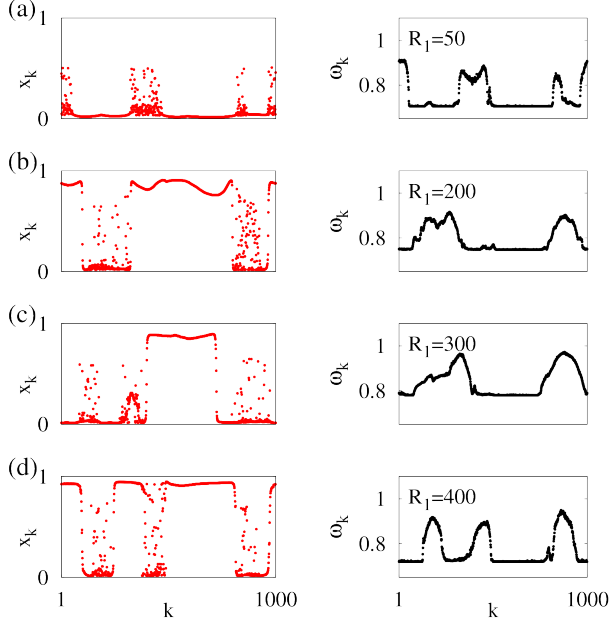 (a)
1
x_k
0
1
ω_k
0.8
R_1=50
(b)
1
x_k
0
1
ω_k
0.8
R_1=200
(c)
1
x_k
0
1
ω_k
0.8
R_1=300
(d)
1
x_k
0
1
ω_k
0.8
R_1=400
1 k 1000
1 k 1000